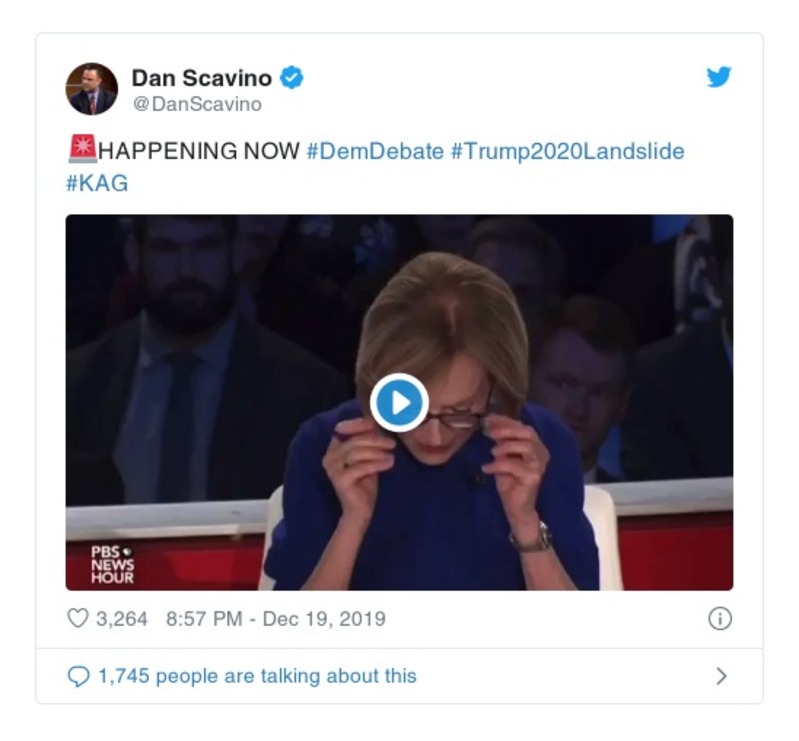 Dan Scavino
@DanScavino
HAPPENING NOW #DemDebate #Trump2020Landslide
#KAG
PBS
NEWS
HOUR
3,264 8:57 PM - Dec 19, 2019
1,745 people are talking about this